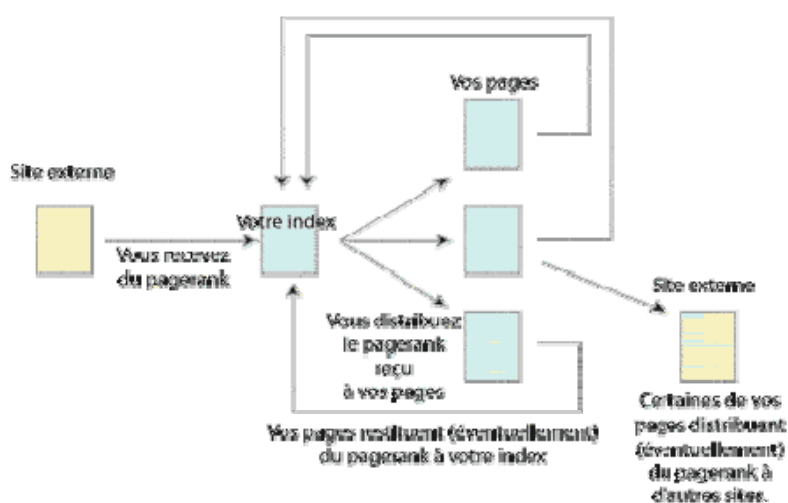 Vos pages
Site externe
Votre index
Vous recevez
du pagerank
Site externe
Vous distribuez
le pagerank
reçu
à vos pages
Certaines de vos
pages distribuent
(éventuellement)
du pagerank à
d'autres sites.
Vos pages restituent (éventuellement)
du pagerank à votre index